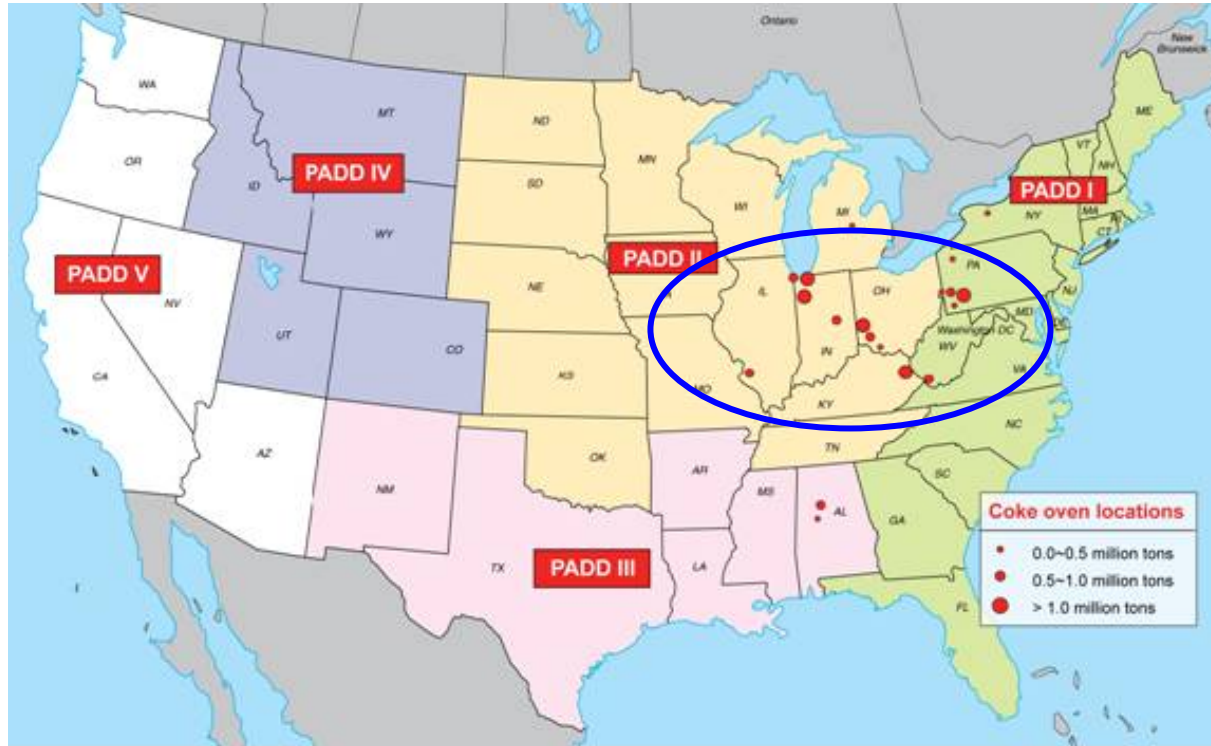 Ontario
New
Brunswick
WA
MT
ND
MN
ME
VT
NH
OR
ID
PADD IV
SD
WI
MI
PADD I
NY
MA
RI
CT
WY
PADD V
NV
PADD II
NE
IL
OH
PA
NJ
MD
DE
Washington DC
WV
UT
CO
IN
VA
CA
KS
MO
KY
NC
TN
AZ
NM
OK
AR
SC
MS
AL
GA
TX
PADD III
LA
FL
Coke oven locations
0.0~0.5 million tons
0.5~1.0 million tons
> 1.0 million tons